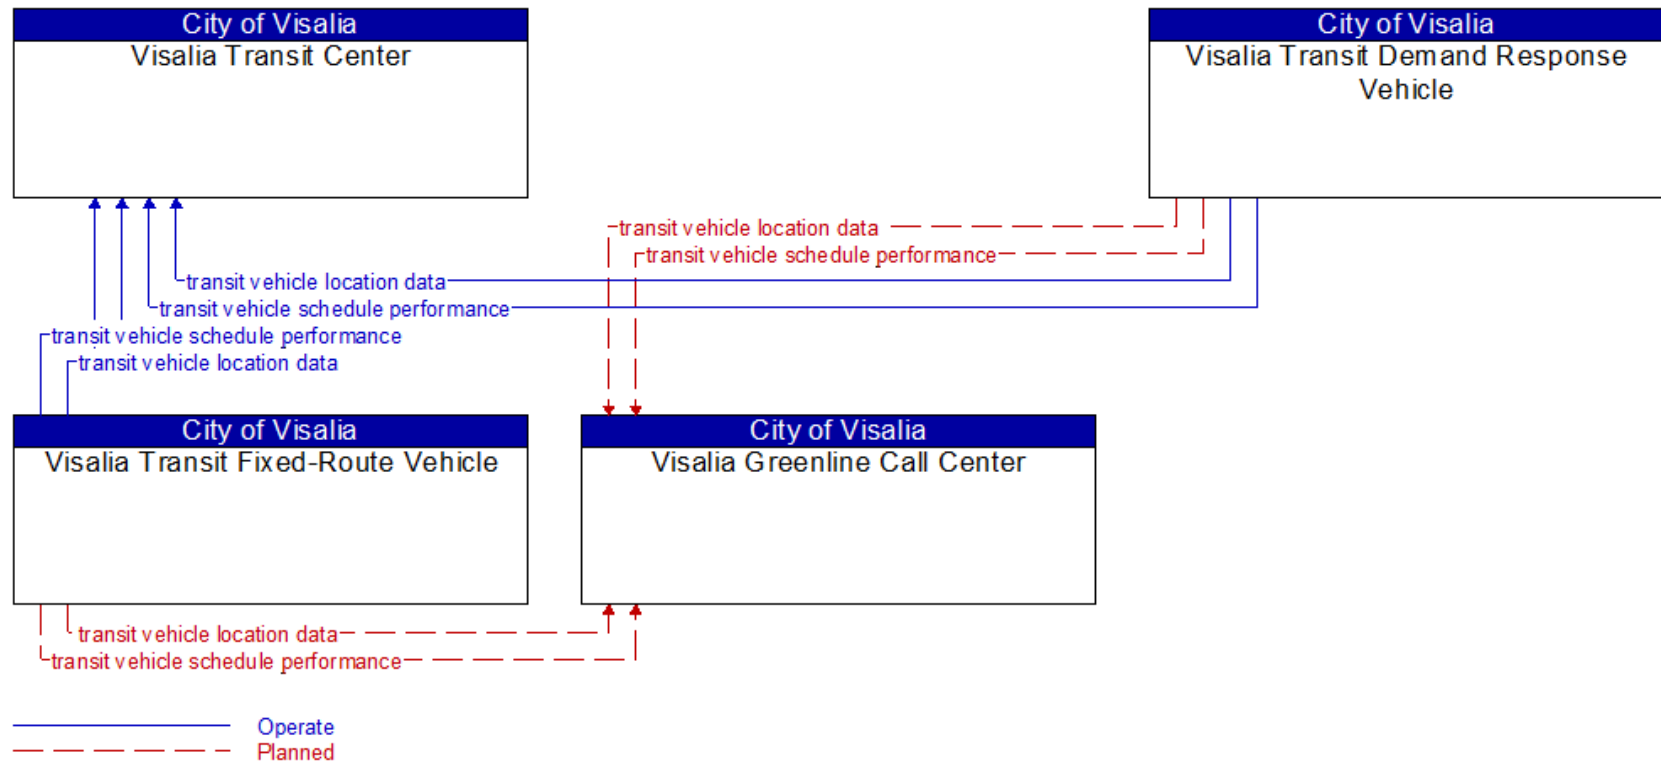 City of Visalia
Visalia Transit Center
City of Visalia
Visalia Transit Demand Response
Vehicle
transit vehicle location data
transit vehicle schedule performance
transit vehicle location data
transit vehicle schedule performance
transit vehicle schedule performance
transit vehicle location data
City of Visalia
Visalia Transit Fixed-Route Vehicle
City of Visalia
Visalia Greenline Call Center
transit vehicle location data
transit vehicle schedule performance
Operate
Planned